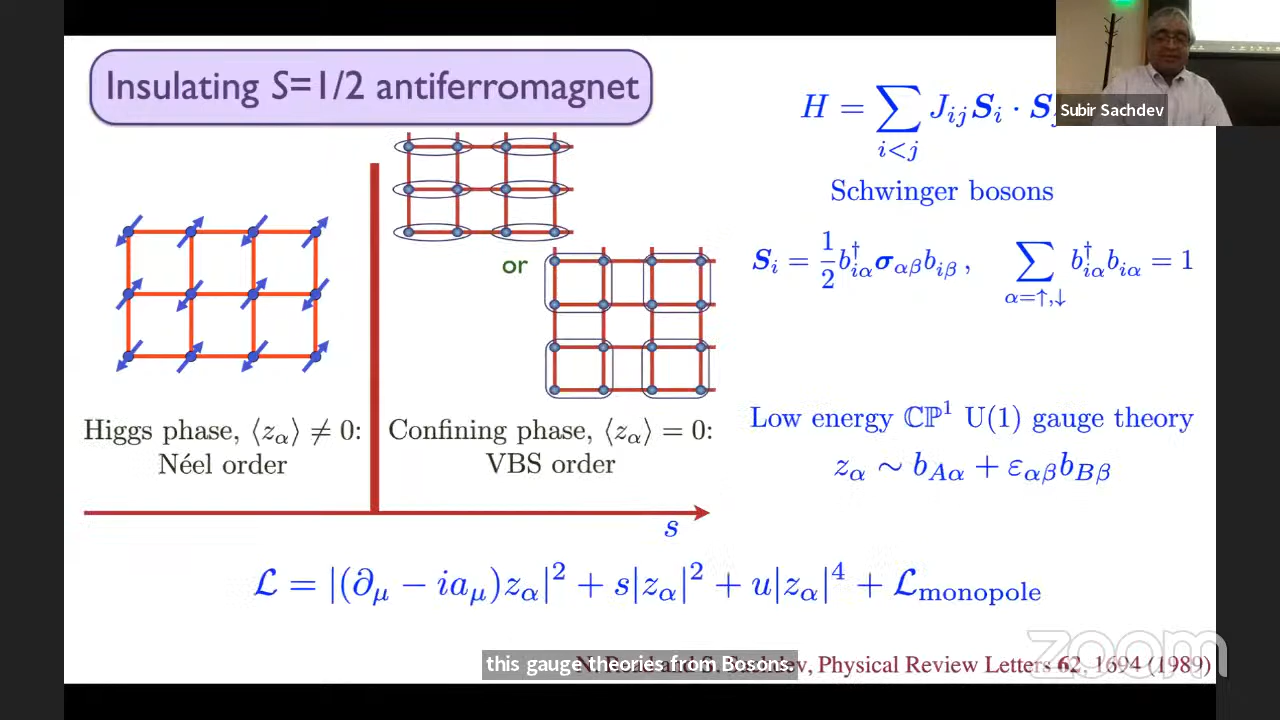 Insulating S=1/2 antiferromagnet
H = ∑_{i<j} J_{ij} S_i · S
Subir Sachdev
Schwinger bosons
S_i = 1/2 b†_{iα} σ_{αβ} b_{iβ} , ∑_{α=↑,↓} b†_{iα} b_{iα} = 1
or
Higgs phase, ⟨z_α⟩ ≠ 0:
Néel order
Confining phase, ⟨z_α⟩ = 0:
VBS order
s
Low energy ℂℙ¹ U(1) gauge theory
z_α ∼ b_{Aα} + ε_{αβ} b_{Bβ}
ℒ = |(∂_μ − ia_μ)z_α|² + s|z_α|² + u|z_α|⁴ + ℒ_monopole
this gauge theories from Bosons.
Sachdev, Physical Review Letters 62, 1694 (1989)
zoom